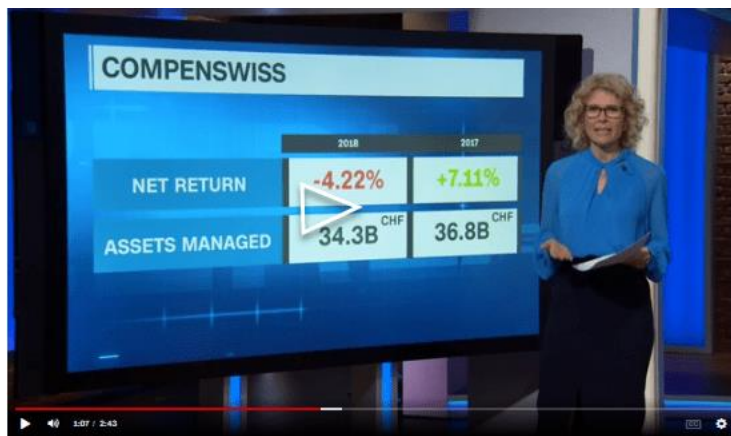 COMPENSWISS
2018 2017
NET RETURN -4.22% +7.11%
ASSETS MANAGED 34.3B CHF 36.8B CHF
1:07 / 2:43
CC